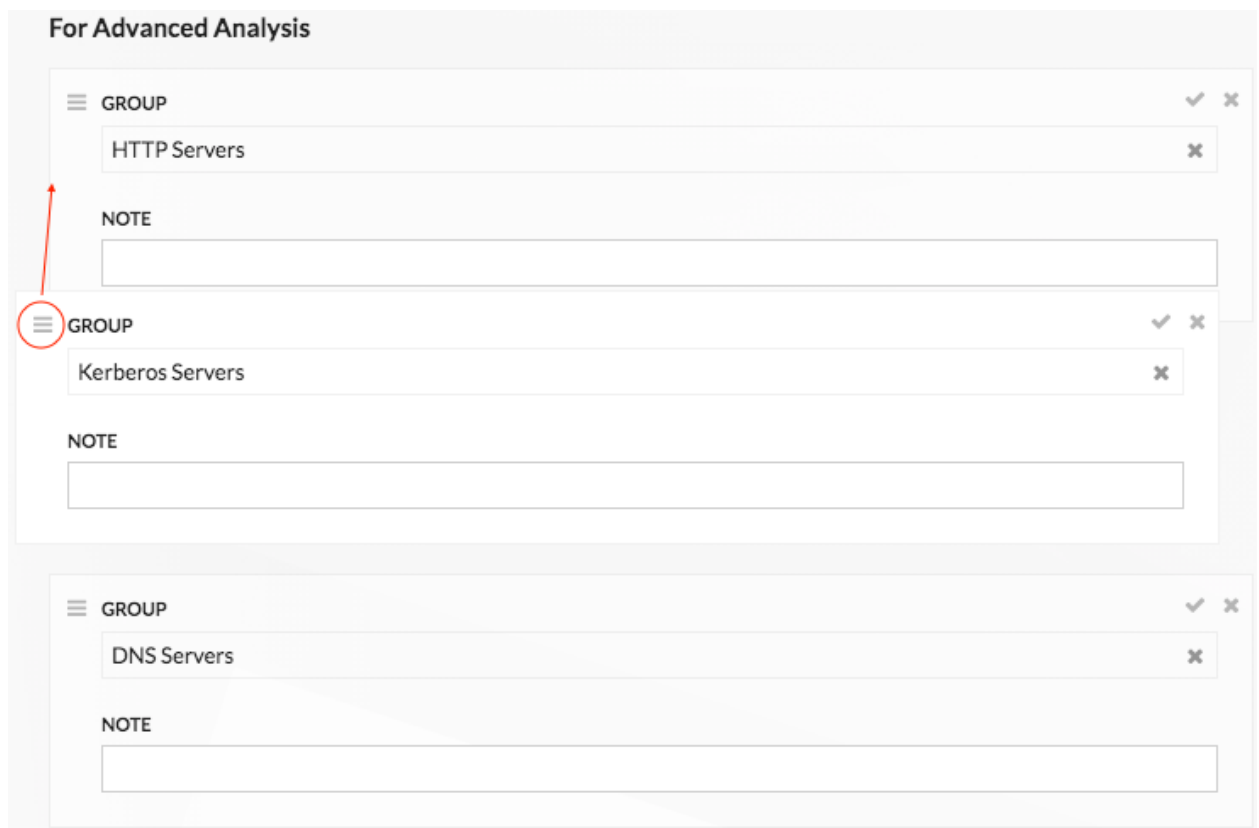 For Advanced Analysis
GROUP
HTTP Servers
NOTE
GROUP
Kerberos Servers
NOTE
GROUP
DNS Servers
NOTE